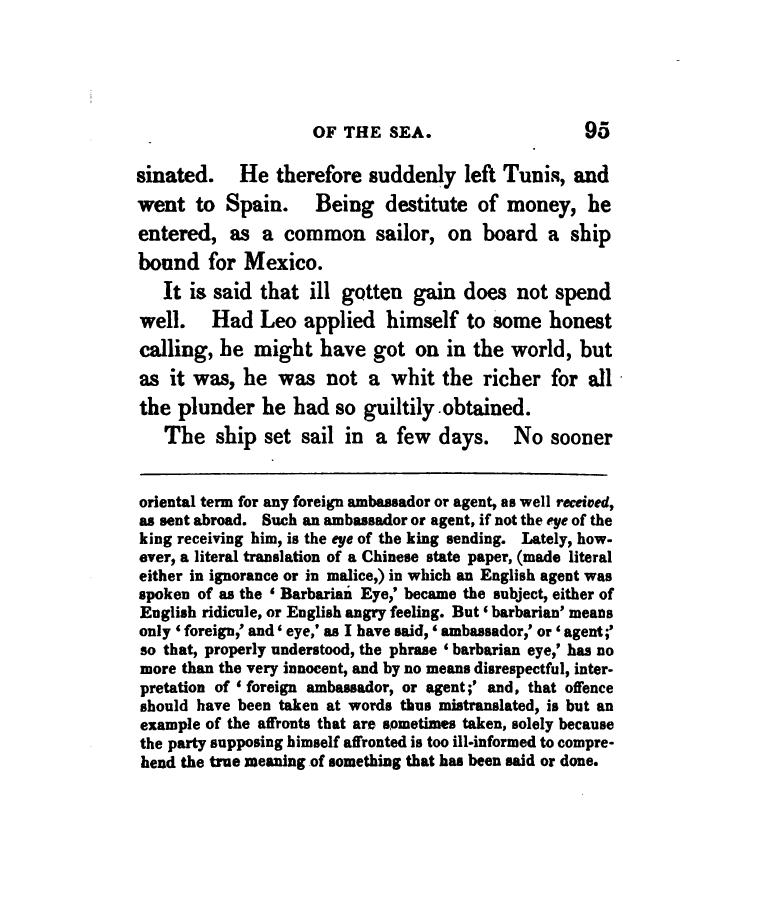 OF THE SEA. 95
sinated. He therefore suddenly left Tunis, and
went to Spain. Being destitute of money, he
entered, as a common sailor, on board a ship
bound for Mexico.
It is said that ill gotten gain does not spend
well. Had Leo applied himself to some honest
calling, he might have got on in the world, but
as it was, he was not a whit the richer for all
the plunder he had so guiltily obtained.
The ship set sail in a few days. No sooner
oriental term for any foreign ambassador or agent, as well received,
as sent abroad. Such an ambassador or agent, if not the eye of the
king receiving him, is the eye of the king sending. Lately, how-
ever, a literal translation of a Chinese state paper, (made literal
either in ignorance or in malice,) in which an English agent was
spoken of as the ‘ Barbarian Eye,’ became the subject, either of
English ridicule, or English angry feeling. But ‘ barbarian’ means
only ‘ foreign,’ and ‘ eye,’ as I have said, ‘ ambassador,’ or ‘ agent ;’
so that, properly understood, the phrase ‘ barbarian eye,’ has no
more than the very innocent, and by no means disrespectful, inter-
pretation of ‘ foreign ambassador, or agent ;’ and, that offence
should have been taken at words thus mistranslated, is but an
example of the affronts that are sometimes taken, solely because
the party supposing himself affronted is too ill-informed to compre-
hend the true meaning of something that has been said or done.